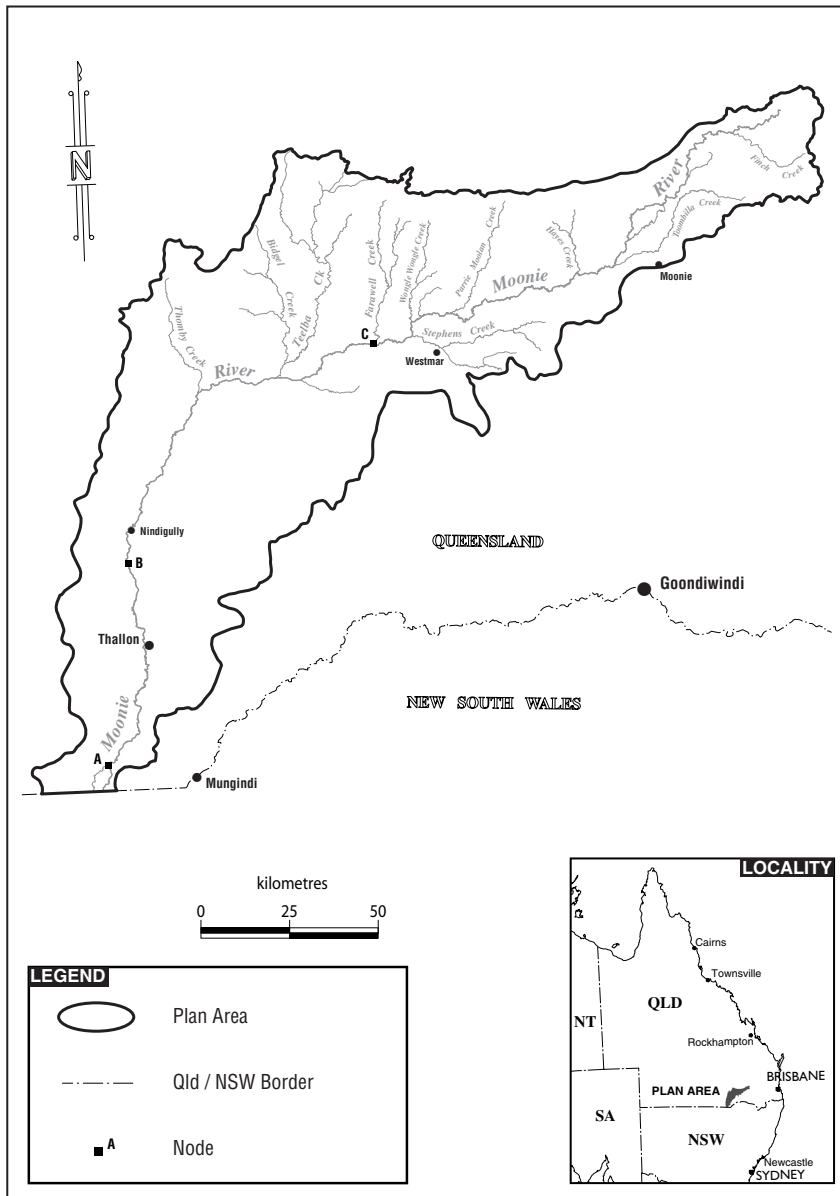 N
River
Finch
Creek
Toombilla Creek
Moonie
Hayes Creek
Parrie Moolan Creek
Moonie
Wongle Wongle Creek
Farawell Creek
Teelba Ck
Bidgel Creek
Thomby Creek
Stephens Creek
C
Westmar
River
Nindigully
B
QUEENSLAND
Goondiwindi
Thallon
NEW SOUTH WALES
Moonie
A
Mungindi
kilometres
0 25 50
LEGEND
Plan Area
Qld / NSW Border
A Node
LOCALITY
Cairns
Townsville
QLD
NT
Rockhampton
BRISBANE
PLAN AREA
SA
NSW
Newcastle
SYDNEY